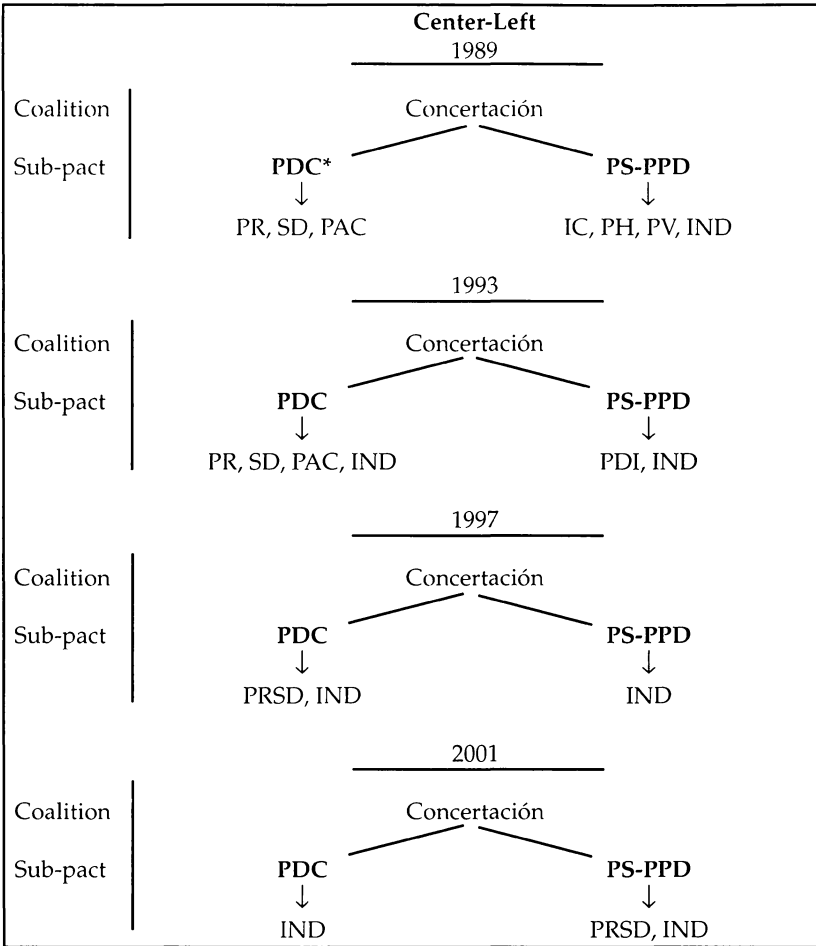 Center-Left
1989
Coalition Concertación
Sub-pact PDC* PS-PPD
↓ ↓
PR, SD, PAC IC, PH, PV, IND
1993
Coalition Concertación
Sub-pact PDC PS-PPD
↓ ↓
PR, SD, PAC, IND PDI, IND
1997
Coalition Concertación
Sub-pact PDC PS-PPD
↓ ↓
PRSD, IND IND
2001
Coalition Concertación
Sub-pact PDC PS-PPD
↓ ↓
IND PRSD, IND